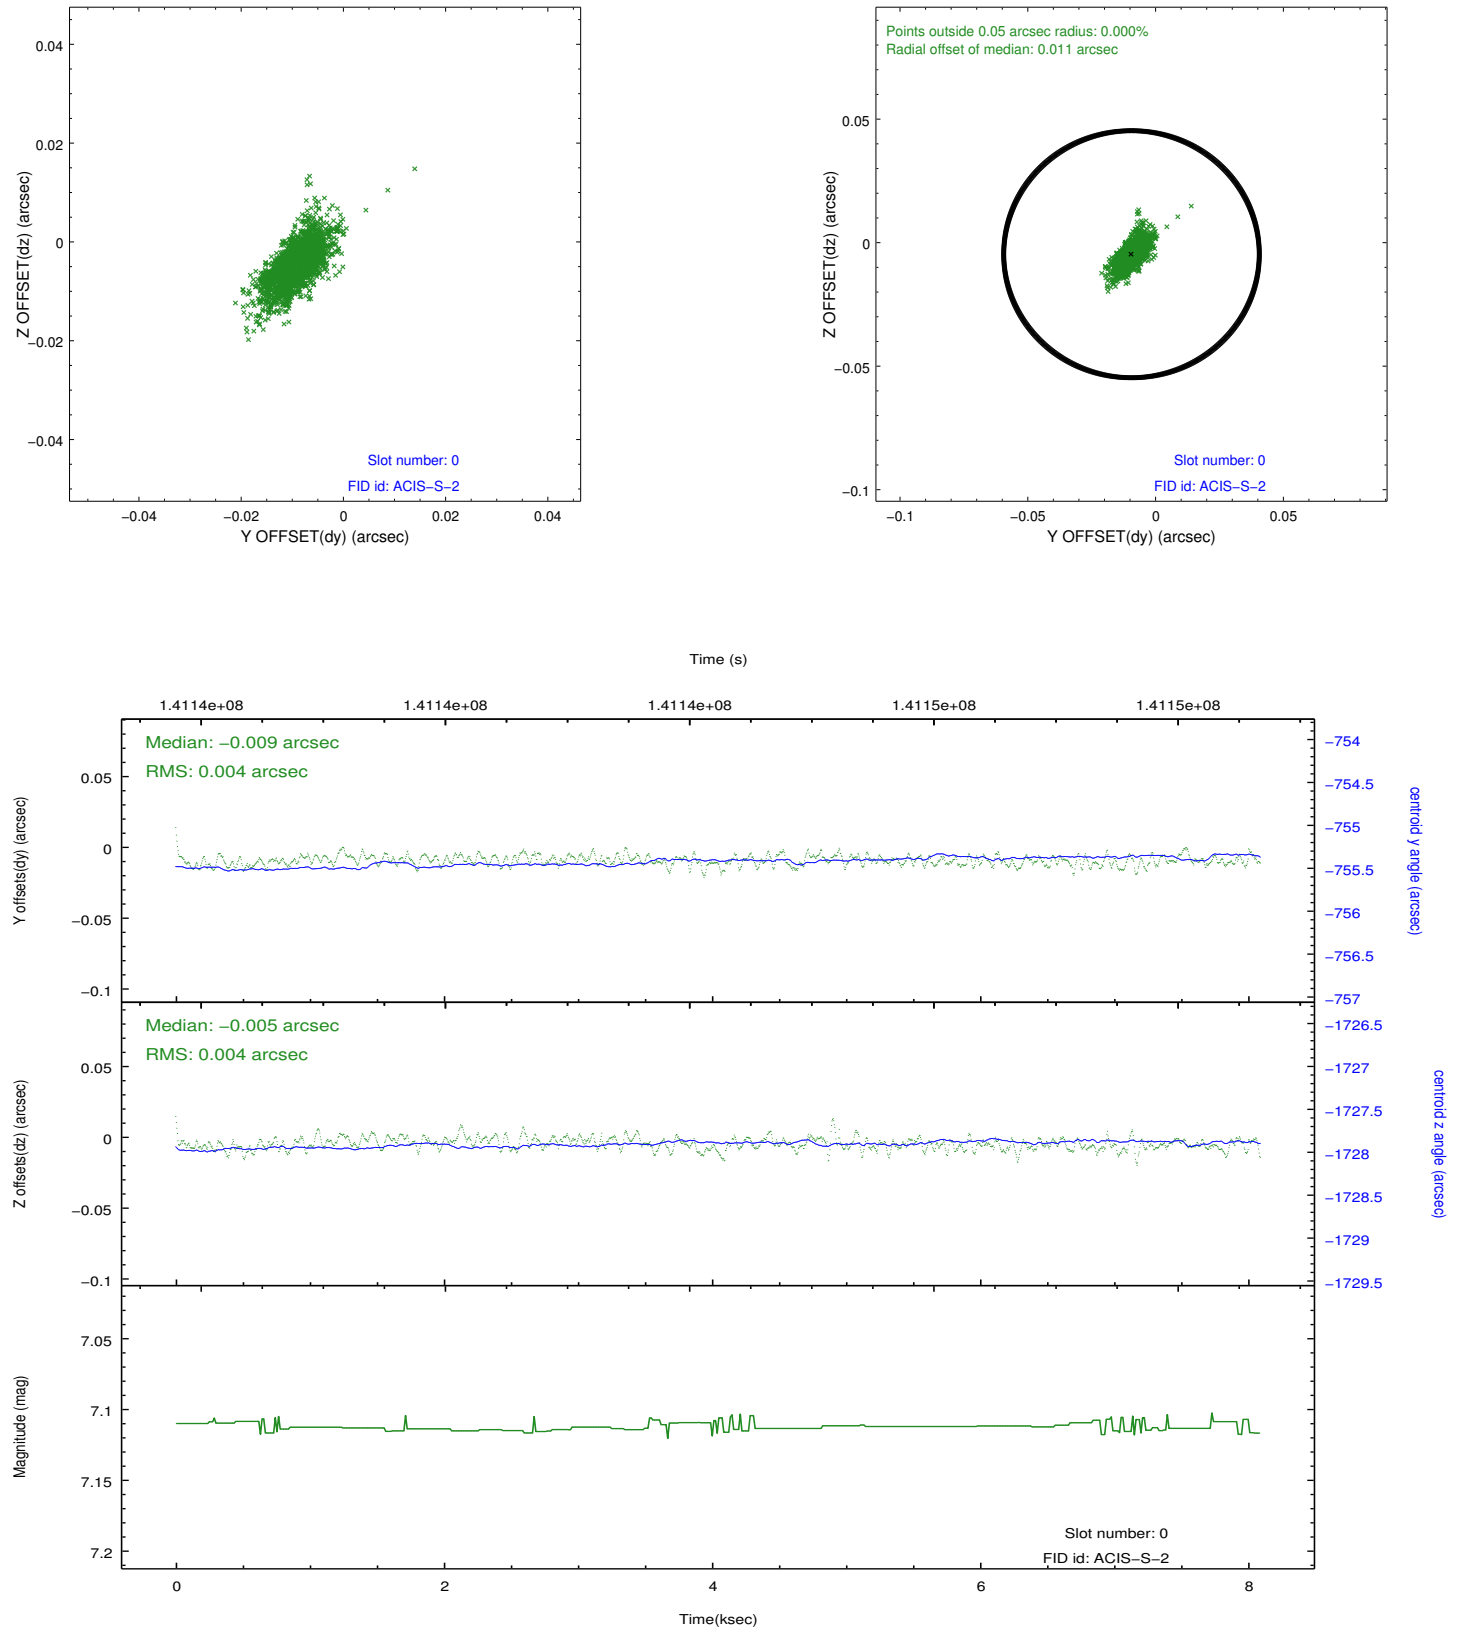 0.04
0.02
0
−0.02
−0.04
Z OFFSET(dz) (arcsec)
Slot number: 0
FID id: ACIS−S−2
−0.04
−0.02
0
0.02
0.04
Y OFFSET(dy) (arcsec)
Points outside 0.05 arcsec radius: 0.000%
Radial offset of median: 0.011 arcsec
0.05
0
−0.05
−0.1
Z OFFSET(dz) (arcsec)
Slot number: 0
FID id: ACIS−S−2
−0.1
−0.05
0
0.05
Y OFFSET(dy) (arcsec)
Time (s)
1.4114e+08
1.4114e+08
1.4114e+08
1.4115e+08
1.4115e+08
Median: −0.009 arcsec
RMS: 0.004 arcsec
0.05
0
−0.05
−0.1
Y offsets(dy) (arcsec)
−754
−754.5
−755
−755.5
−756
−756.5
−757
centroid y angle (arcsec)
Median: −0.005 arcsec
RMS: 0.004 arcsec
0.05
0
−0.05
−0.1
Z offsets(dz) (arcsec)
−1726.5
−1727
−1727.5
−1728
−1728.5
−1729
−1729.5
centroid z angle (arcsec)
7.05
7.1
7.15
7.2
Magnitude (mag)
Slot number: 0
FID id: ACIS−S−2
0
2
4
6
8
Time(ksec)